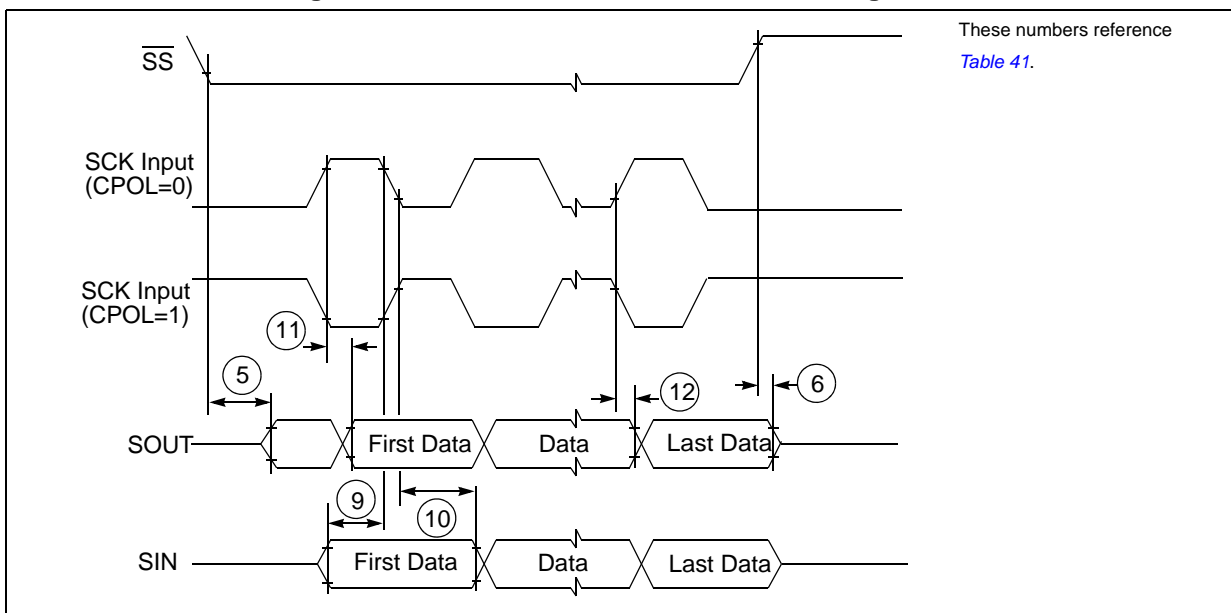 These numbers reference
Table 41.
SS
SCK Input
(CPOL=0)
SCK Input
(CPOL=1)
11
5
12
6
SOUT
First Data
Data
Last Data
9
10
SIN
First Data
Data
Last Data